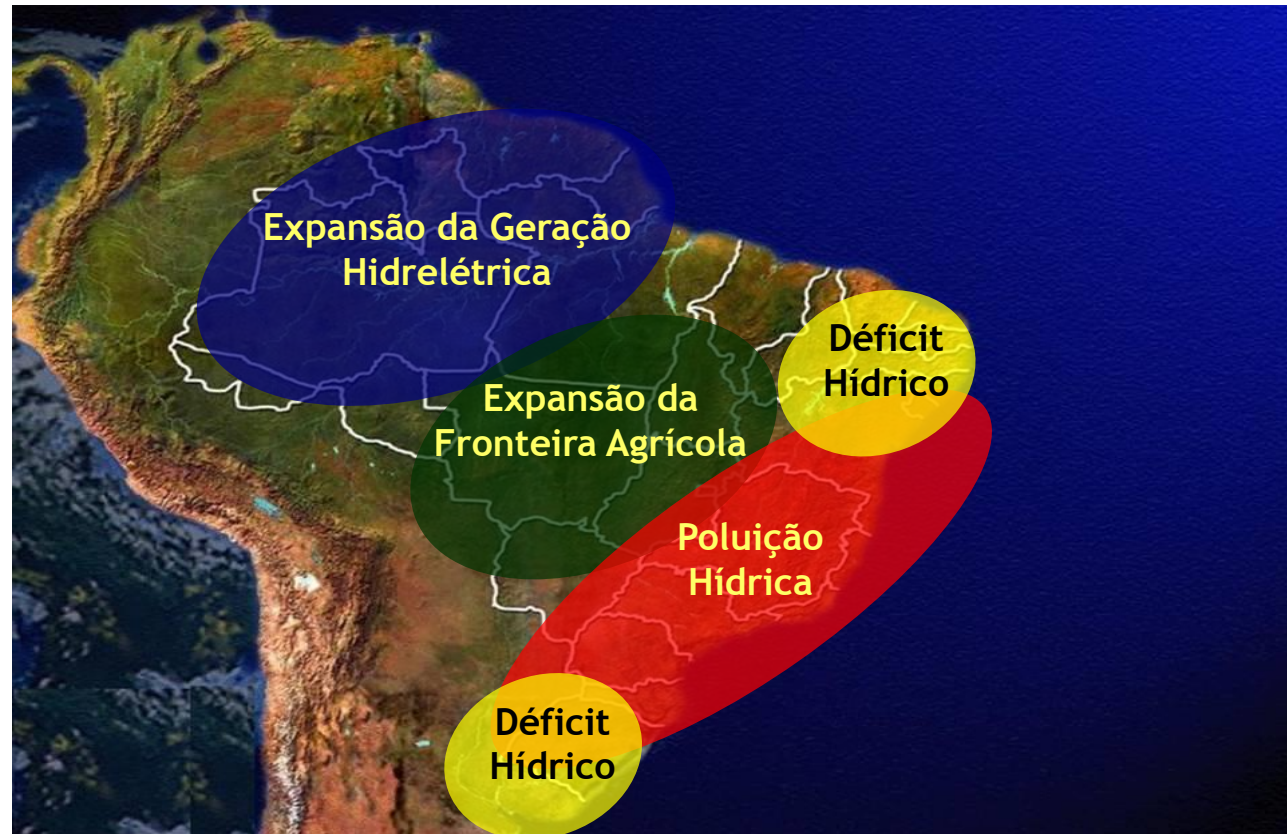 Expansão da Geração
Hidrelétrica
Déficit
Hídrico
Expansão da
Fronteira Agrícola
Poluição
Hídrica
Déficit
Hídrico